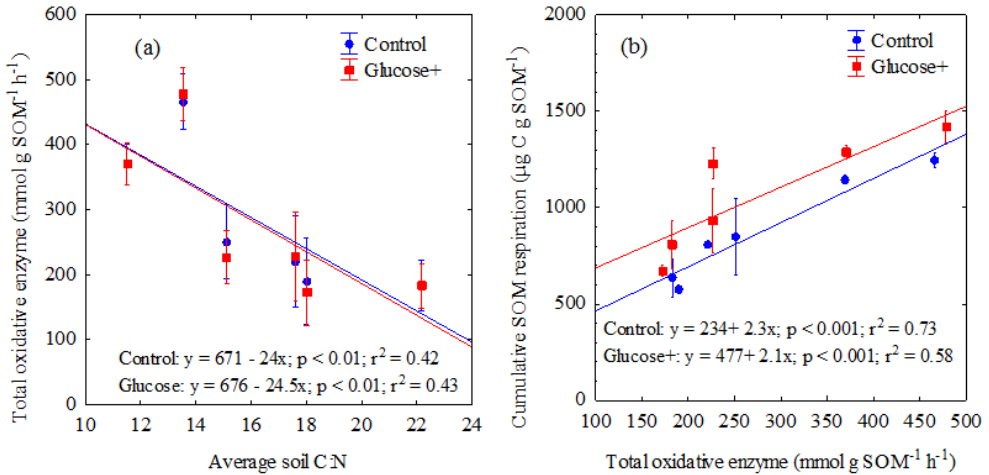 (a)
Control
Glucose+
Total oxidative enzyme (mmol g SOM⁻¹ h⁻¹)
600
500
400
300
200
100
0
Control: y = 671 - 24x; p < 0.01; r² = 0.42
Glucose: y = 676 - 24.5x; p < 0.01; r² = 0.43
10 12 14 16 18 20 22 24
Average soil C:N
(b)
Control
Glucose+
Cumulative SOM respiration (µg C g SOM⁻¹)
2000
1500
1000
500
0
Control: y = 234+ 2.3x; p < 0.001; r² = 0.73
Glucose+: y = 477+ 2.1x; p < 0.001; r² = 0.58
100 150 200 250 300 350 400 450 500
Total oxidative enzyme (mmol g SOM⁻¹ h⁻¹)